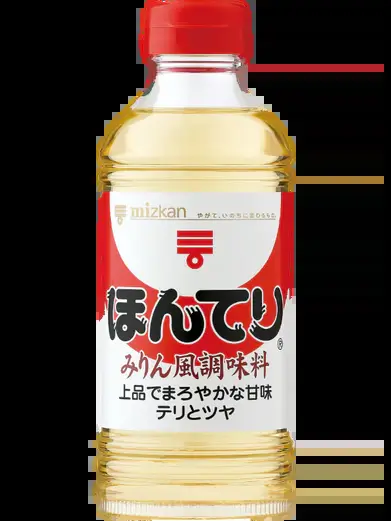 mizkan やがて、いのちに変わるもの。
ほんてり®
みりん風調味料
上品でまろやかな甘味
テリとツヤ